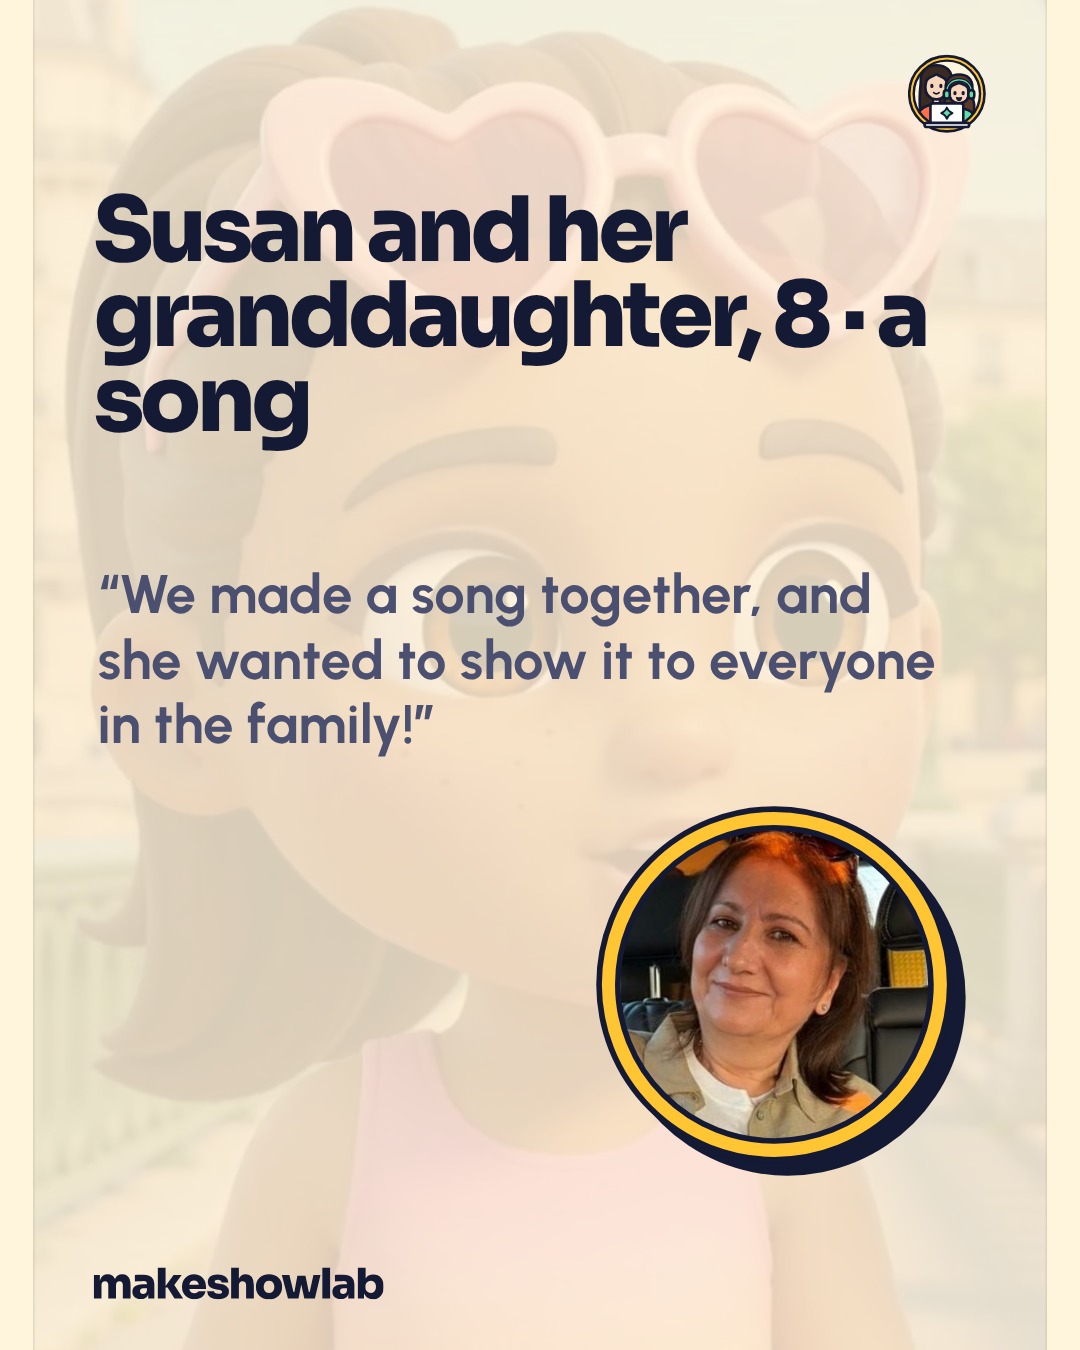 Susan and her
granddaughter, 8 · a
song
“We made a song together, and
she wanted to show it to everyone
in the family!”
makeshowlab